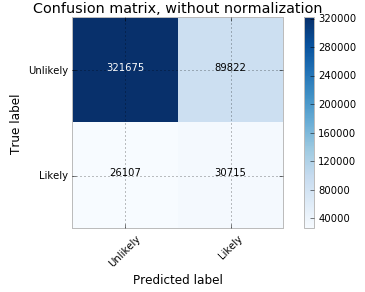 Confusion matrix, without normalization
True label
Unlikely
Likely
321675 89822
26107 30715
Unlikely
Likely
Predicted label
320000
280000
240000
200000
160000
120000
80000
40000